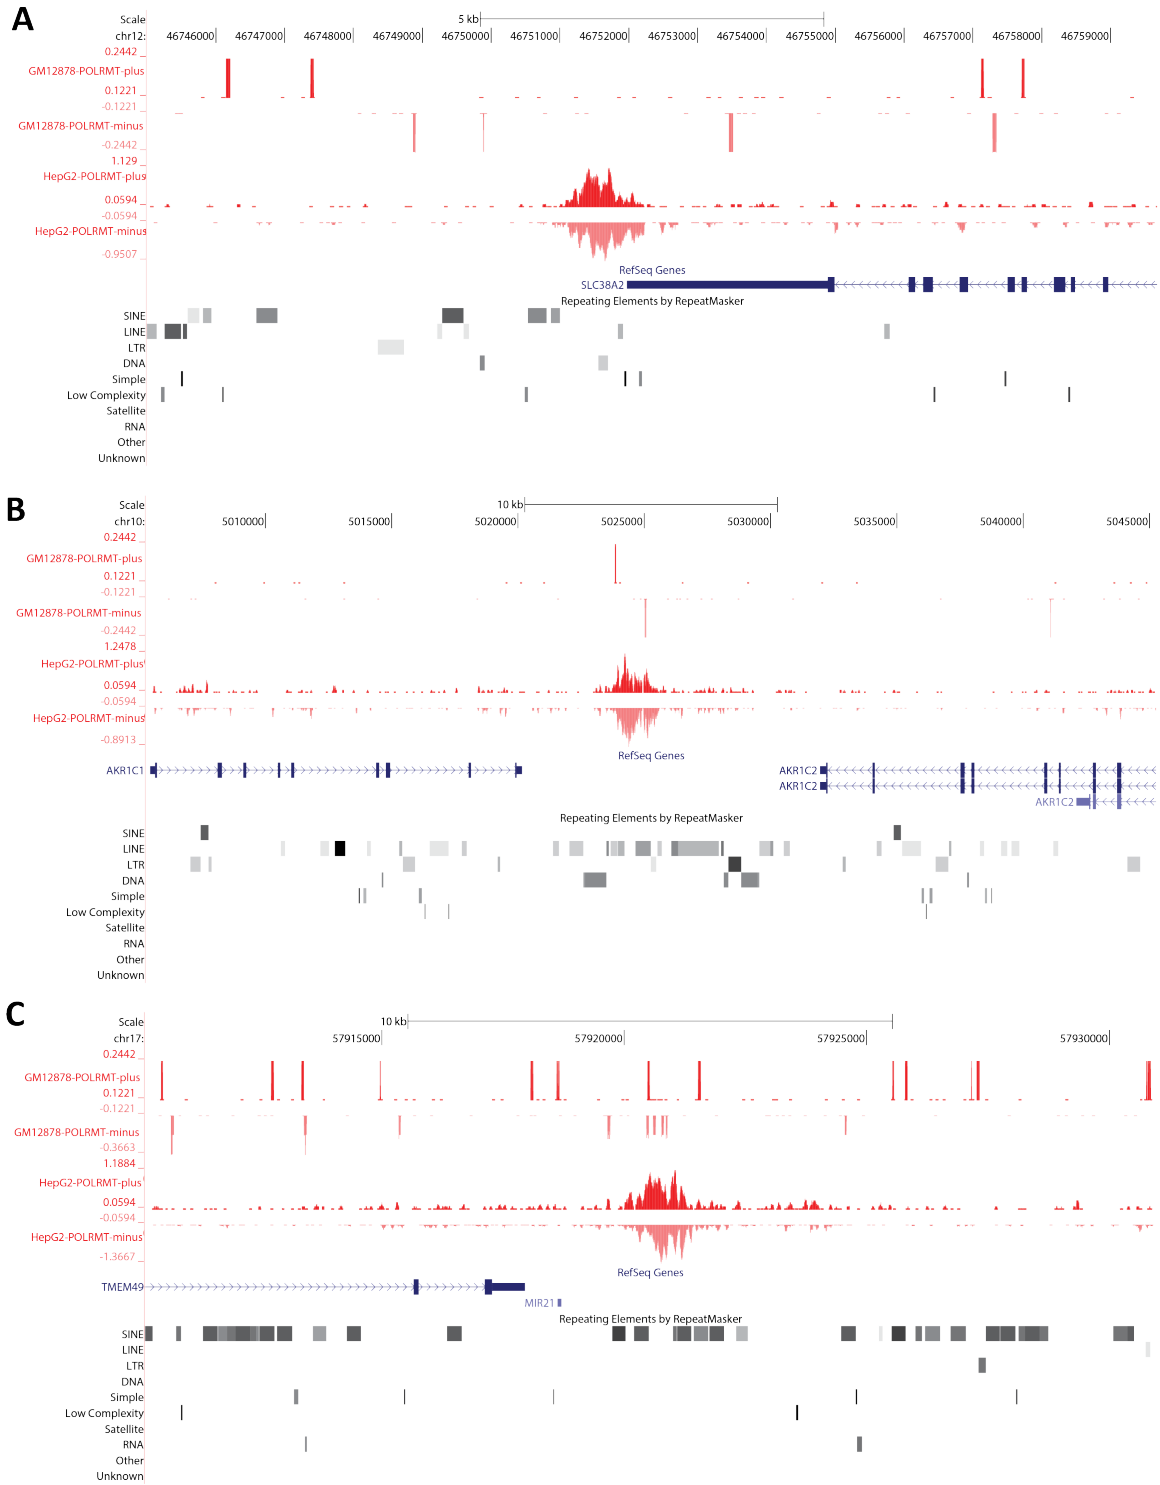 A
Scale 5 kb
chr12: 46746000 46747000 46748000 46749000 46750000 46751000 46752000 46753000 46754000 46755000 46756000 46757000 46758000 46759000
0.2442
GM12878-POLRMT-plus
0.1221
-0.1221
GM12878-POLRMT-minus
-0.2442
1.129
HepG2-POLRMT-plus
0.0594
-0.0594
HepG2-POLRMT-minus
-0.9507
RefSeq Genes
SLC38A2
Repeating Elements by RepeatMasker
SINE
LINE
LTR
DNA
Simple
Low Complexity
Satellite
RNA
Other
Unknown
B
Scale 10 kb
chr10: 5010000 5015000 5020000 5025000 5030000 5035000 5040000 5045000
0.2442
GM12878-POLRMT-plus
0.1221
-0.1221
GM12878-POLRMT-minus
-0.2442
1.2478
HepG2-POLRMT-plus
0.0594
-0.0594
HepG2-POLRMT-minus
-0.8913
RefSeq Genes
AKR1C1 AKR1C2
AKR1C2
AKR1C2
Repeating Elements by RepeatMasker
SINE
LINE
LTR
DNA
Simple
Low Complexity
Satellite
RNA
Other
Unknown
C
Scale 10 kb
chr17: 57915000 57920000 57925000 57930000
0.2442
GM12878-POLRMT-plus
0.1221
-0.1221
GM12878-POLRMT-minus
-0.3663
1.1884
HepG2-POLRMT-plus
0.0594
-0.0594
HepG2-POLRMT-minus
-1.3667
RefSeq Genes
TMEM49
MIR21
Repeating Elements by RepeatMasker
SINE
LINE
LTR
DNA
Simple
Low Complexity
Satellite
RNA
Other
Unknown